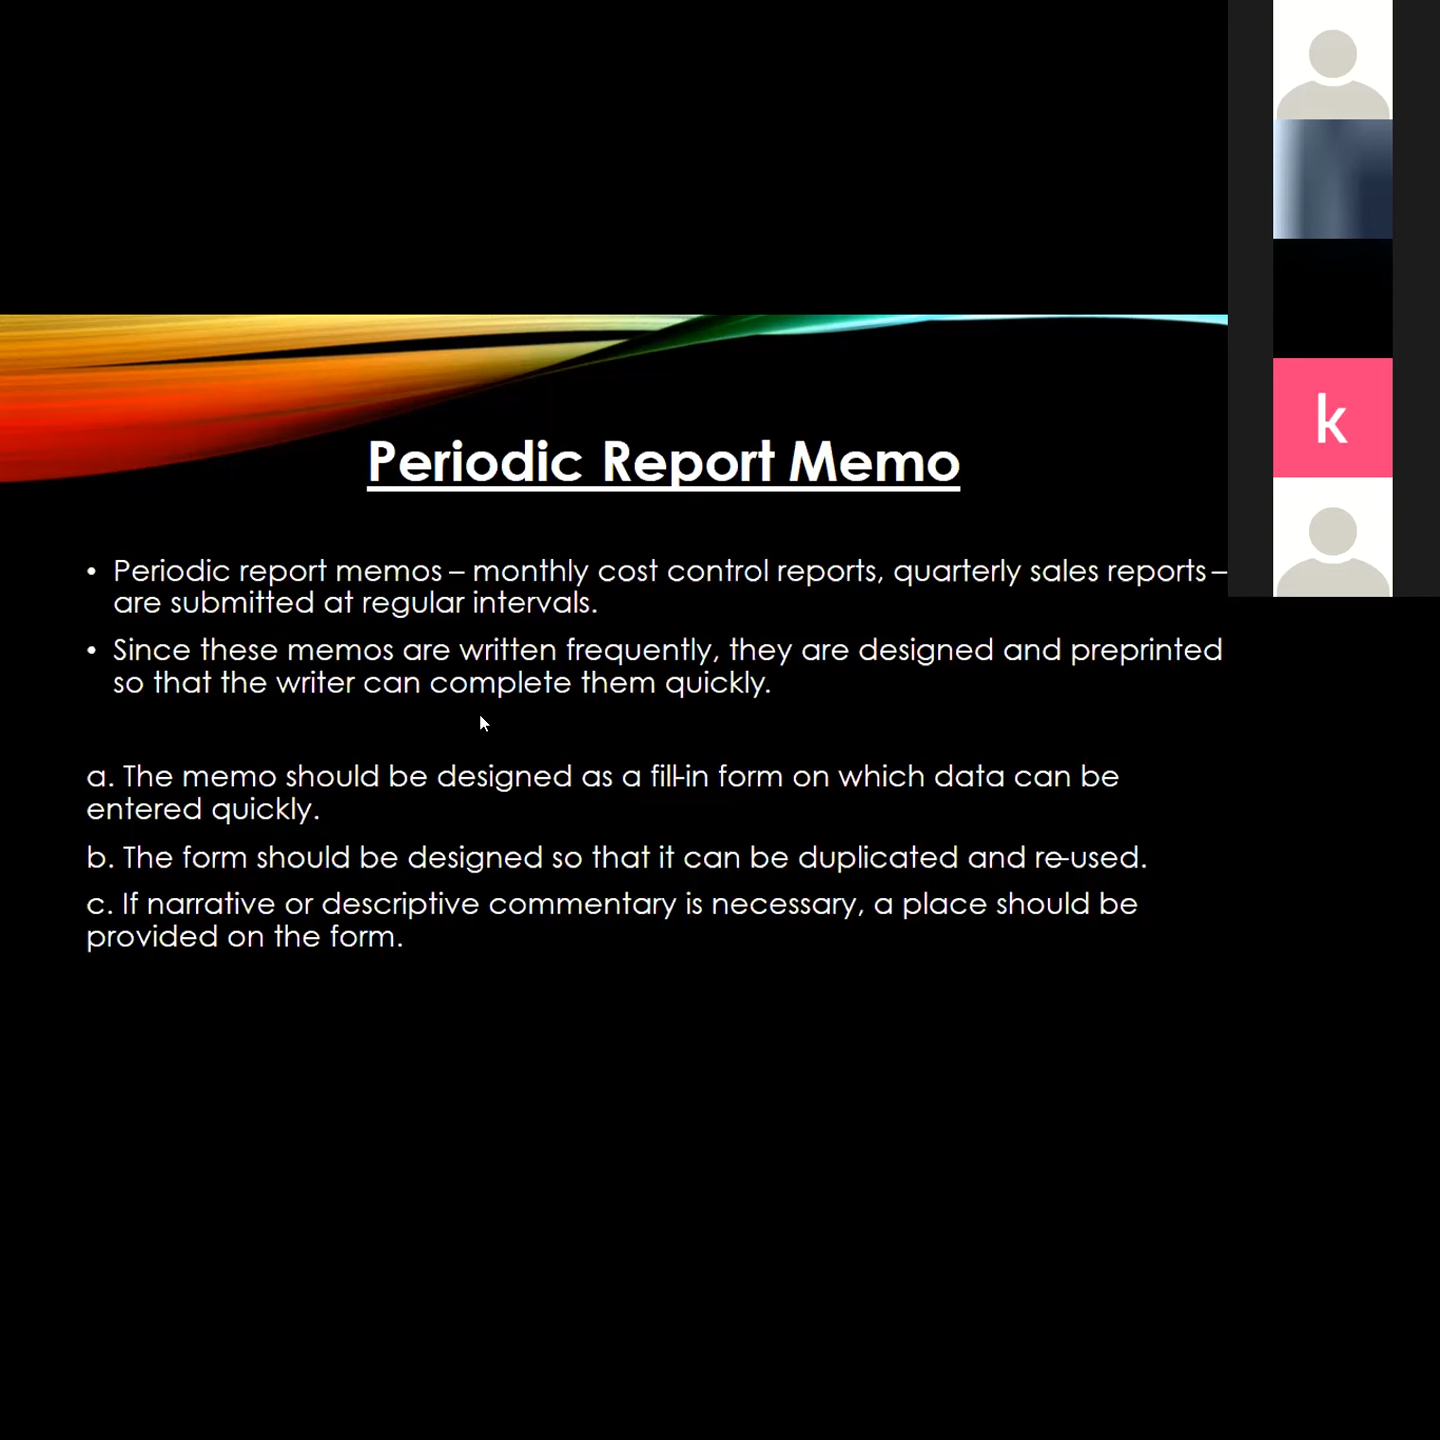 Periodic Report Memo
• Periodic report memos – monthly cost control reports, quarterly sales reports –
are submitted at regular intervals.
• Since these memos are written frequently, they are designed and preprinted
so that the writer can complete them quickly.
a. The memo should be designed as a fill-in form on which data can be
entered quickly.
b. The form should be designed so that it can be duplicated and re-used.
c. If narrative or descriptive commentary is necessary, a place should be
provided on the form.
k